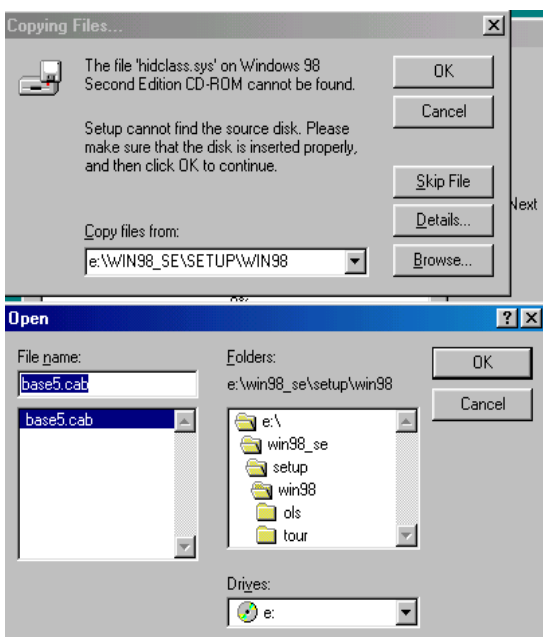 Copying Files...
The file 'hidclass.sys' on Windows 98
Second Edition CD-ROM cannot be found.
Setup cannot find the source disk. Please
make sure that the disk is inserted properly,
and then click OK to continue.
Copy files from:
e:\WIN98_SE\SETUP\WIN98
OK
Cancel
Skip File
Details...
Browse...
Next
Open
File name:
base5.cab
base5.cab
Folders:
e:\win98_se\setup\win98
e:\
win98_se
setup
win98
ols
tour
Drives:
e:
OK
Cancel